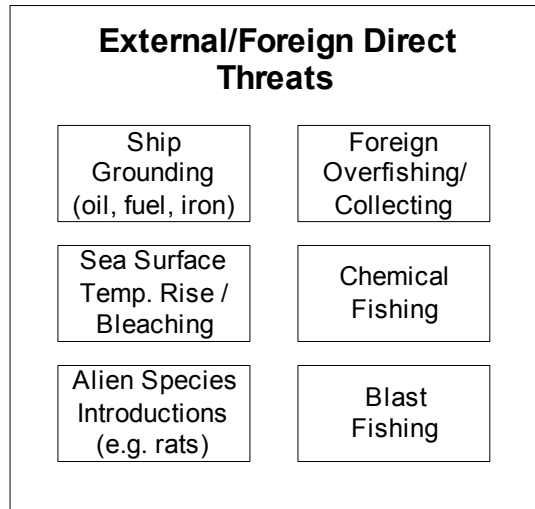 External/Foreign Direct
Threats
Ship
Grounding
(oil, fuel, iron)
Foreign
Overfishing/
Collecting
Sea Surface
Temp. Rise /
Bleaching
Chemical
Fishing
Alien Species
Introductions
(e.g. rats)
Blast
Fishing